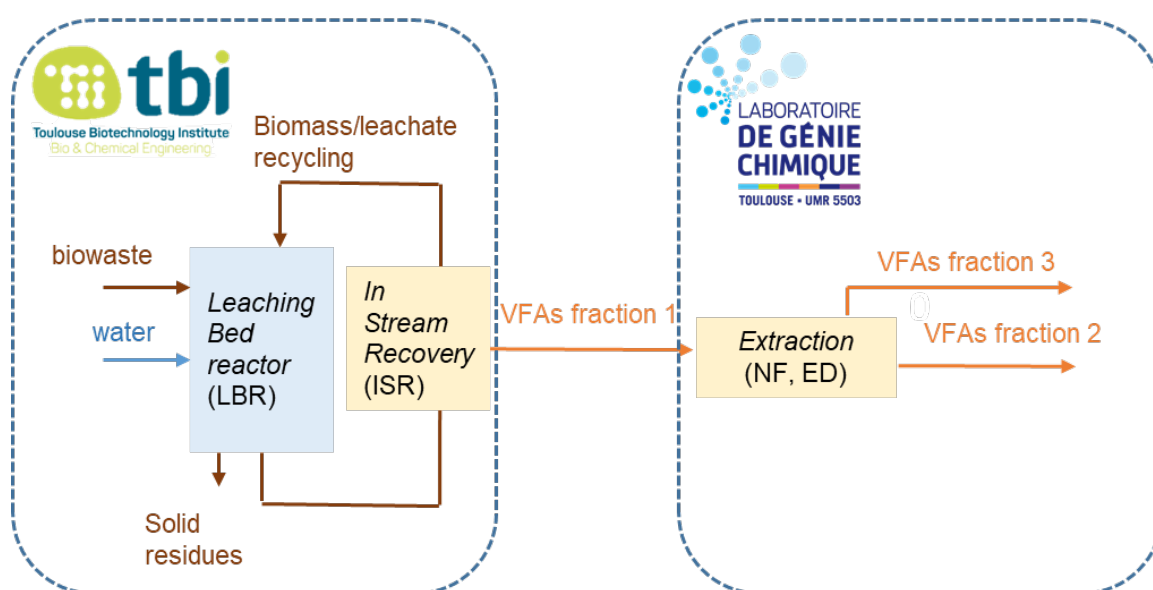 tbi
Toulouse Biotechnology Institute
Bio & Chemical Engineering
Biomass/leachate
recycling
biowaste
water
Leaching
Bed
reactor
(LBR)
In
Stream
Recovery
(ISR)
Solid
residues
VFAs fraction 1
LABORATOIRE
DE GÉNIE
CHIMIQUE
TOULOUSE • UMR 5503
Extraction
(NF, ED)
VFAs fraction 3
0
VFAs fraction 2